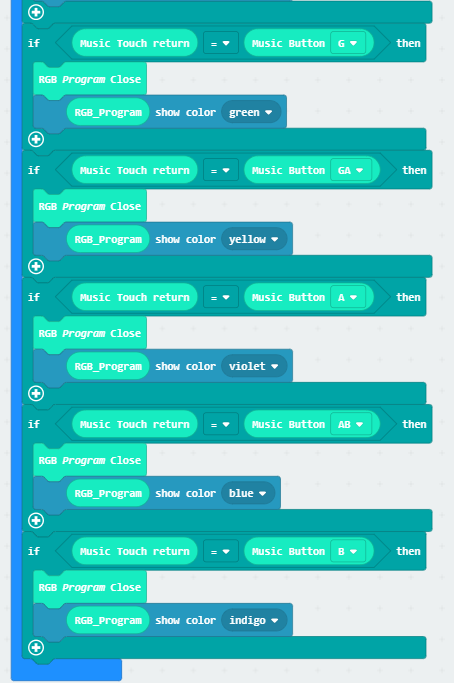 if Music Touch return = Music Button G then
RGB Program Close
RGB_Program show color green
if Music Touch return = Music Button GA then
RGB Program Close
RGB_Program show color yellow
if Music Touch return = Music Button A then
RGB Program Close
RGB_Program show color violet
if Music Touch return = Music Button AB then
RGB Program Close
RGB_Program show color blue
if Music Touch return = Music Button B then
RGB Program Close
RGB_Program show color indigo